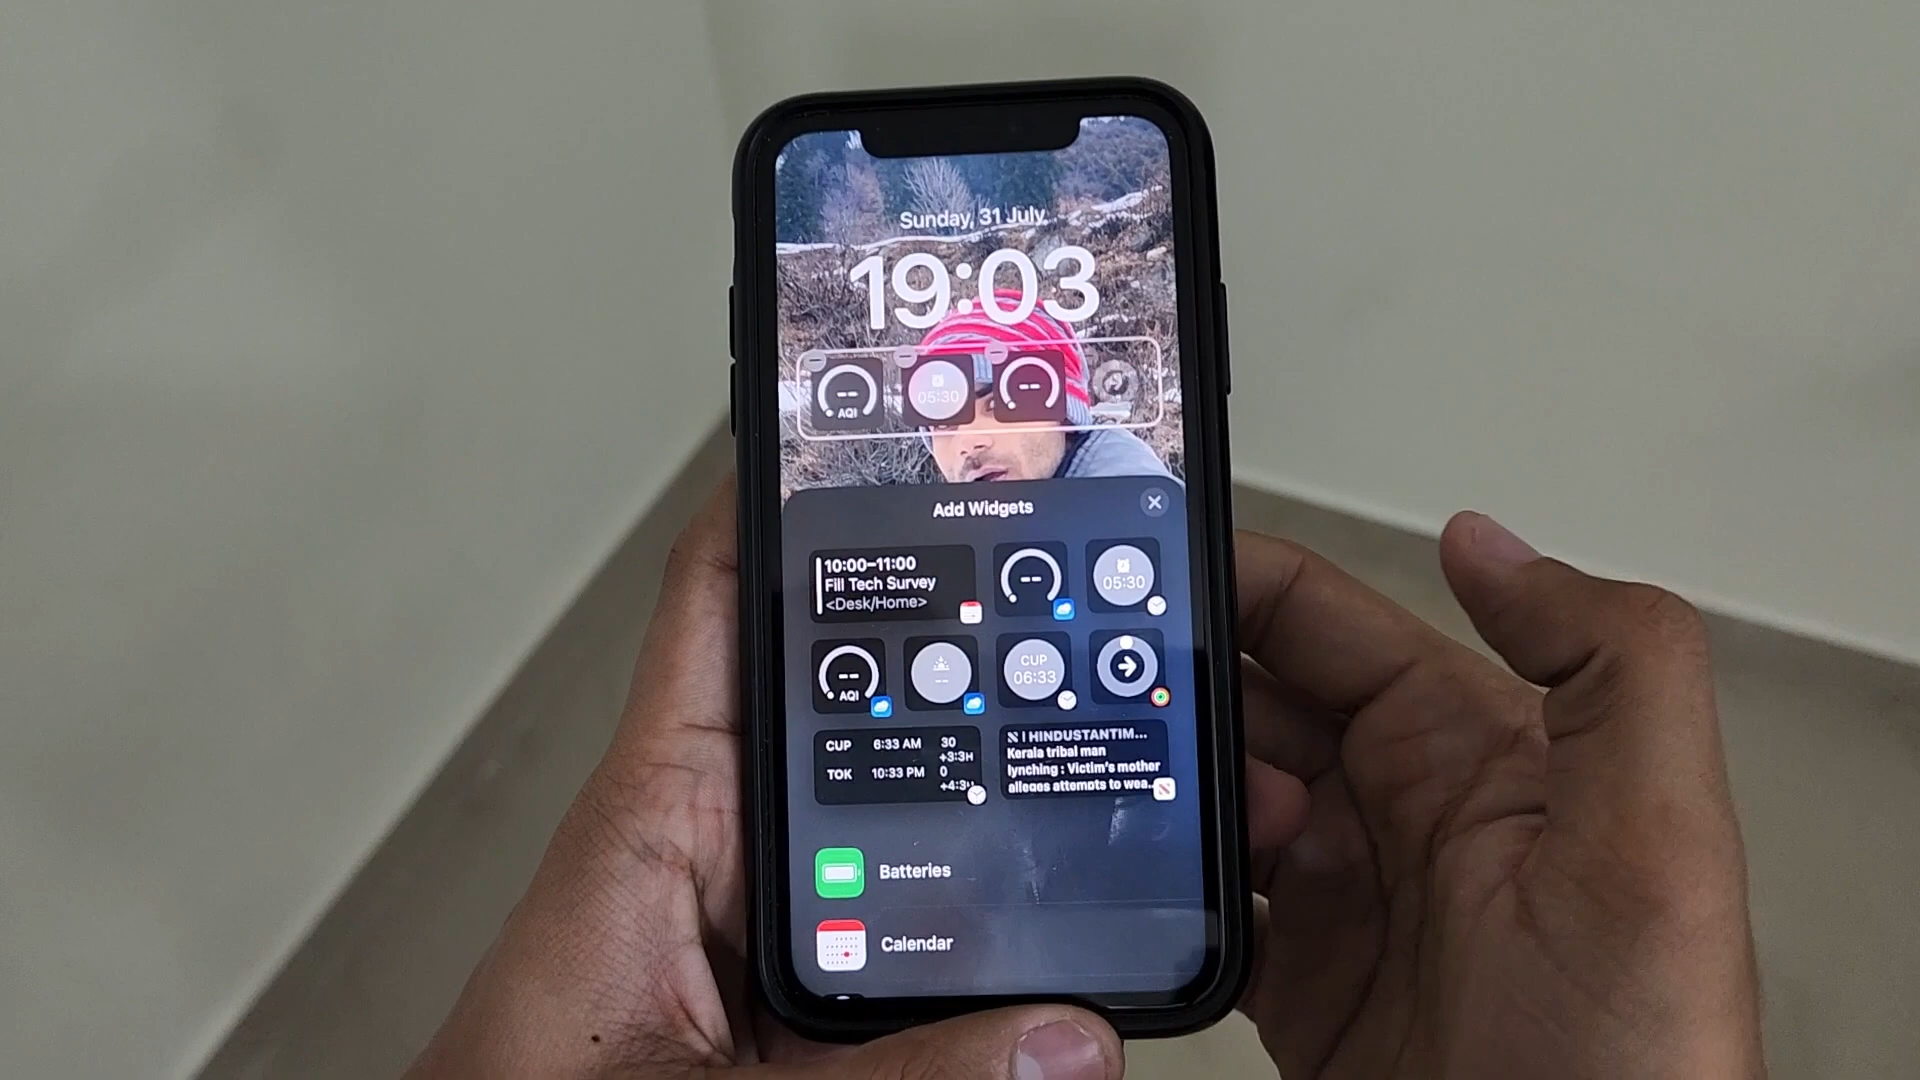 Sunday, 31 July
19:03
--
AQI
05:30
--
Add Widgets
10:00–11:00
Fill Tech Survey
<Desk/Home>
--
05:30
--
AQI
--
CUP
06:33
CUP 6:33 AM 30
+3:3H
TOK 10:33 PM 0
+4:3
HINDUSTANTIM...
Kerala tribal man
lynching : Victim's mother
alleges attempts to wea...
Batteries
Calendar